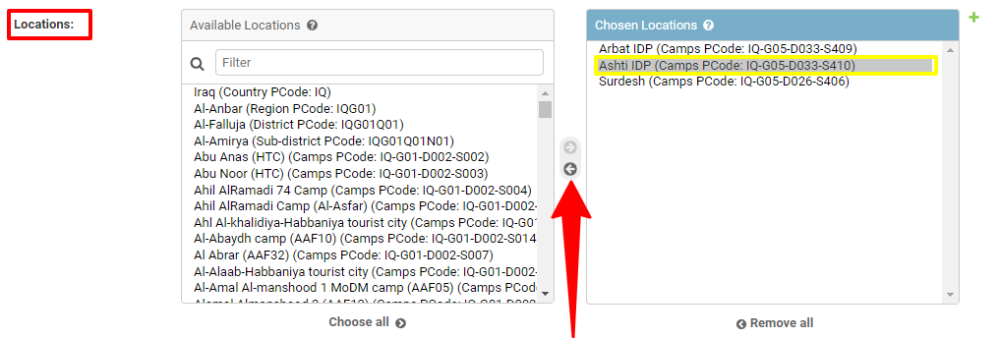 Locations:
Available Locations
Filter
Iraq (Country PCode: IQ)
Al-Anbar (Region PCode: IQG01)
Al-Falluja (District PCode: IQG01Q01)
Al-Amirya (Sub-district PCode: IQG01Q01N01)
Abu Anas (HTC) (Camps PCode: IQ-G01-D002-S002)
Abu Noor (HTC) (Camps PCode: IQ-G01-D002-S003)
Ahil AlRamadi 74 Camp (Camps PCode: IQ-G01-D002-S004)
Ahil AlRamadi Camp (Al-Asfar) (Camps PCode: IQ-G01-D002-
Ahl Al-khalidiya-Habbaniya tourist city (Camps PCode: IQ-G
Al-Abaydh camp (AAF10) (Camps PCode: IQ-G01-D002-S014
Al Abrar (AAF32) (Camps PCode: IQ-G01-D002-S007)
Al-Alaab-Habbaniya tourist city (Camps PCode: IQ-G01-D002
Al-Amal Al-manshood 1 MoDM camp (AAF05) (Camps PCod
Choose all
Chosen Locations
Arbat IDP (Camps PCode: IQ-G05-D033-S409)
Ashti IDP (Camps PCode: IQ-G05-D033-S410)
Surdesh (Camps PCode: IQ-G05-D026-S406)
Remove all